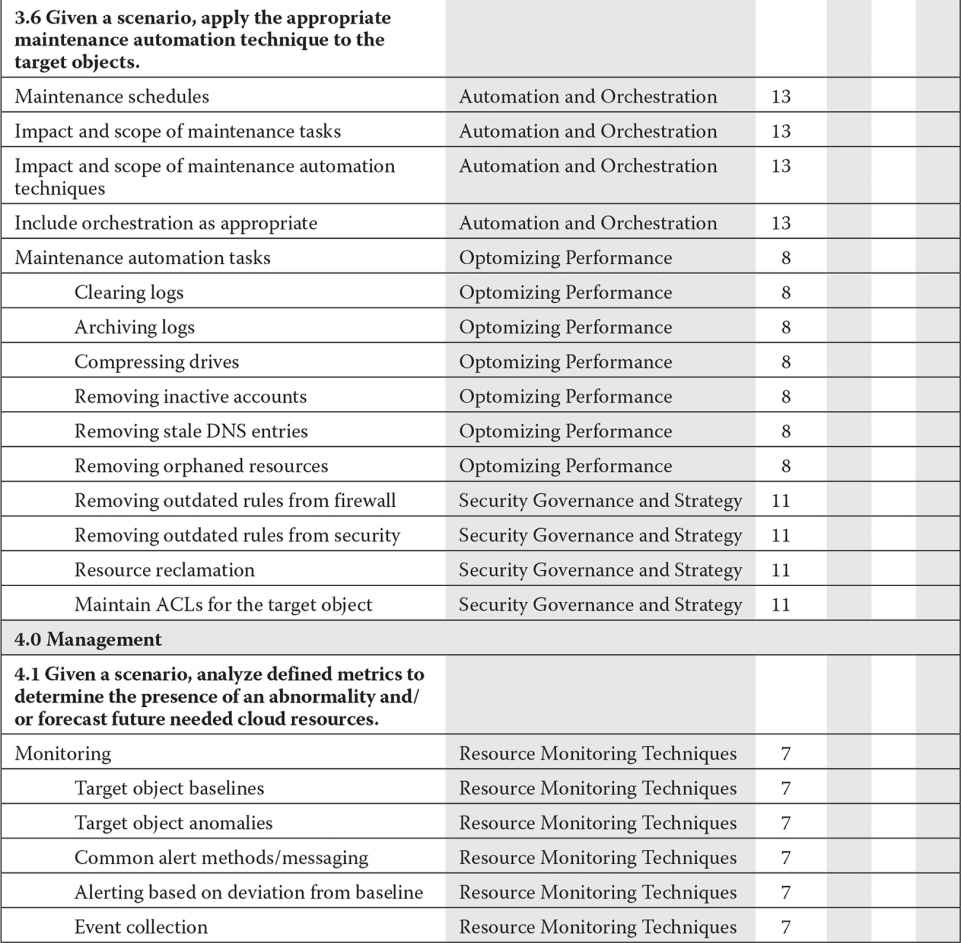 3.6 Given a scenario, apply the appropriate
maintenance automation technique to the
target objects.
Maintenance schedules Automation and Orchestration 13
Impact and scope of maintenance tasks Automation and Orchestration 13
Impact and scope of maintenance automation Automation and Orchestration 13
techniques
Include orchestration as appropriate Automation and Orchestration 13
Maintenance automation tasks Optomizing Performance 8
Clearing logs Optomizing Performance 8
Archiving logs Optomizing Performance 8
Compressing drives Optomizing Performance 8
Removing inactive accounts Optomizing Performance 8
Removing stale DNS entries Optomizing Performance 8
Removing orphaned resources Optomizing Performance 8
Removing outdated rules from firewall Security Governance and Strategy 11
Removing outdated rules from security Security Governance and Strategy 11
Resource reclamation Security Governance and Strategy 11
Maintain ACLs for the target object Security Governance and Strategy 11
4.0 Management
4.1 Given a scenario, analyze defined metrics to
determine the presence of an abnormality and/
or forecast future needed cloud resources.
Monitoring Resource Monitoring Techniques 7
Target object baselines Resource Monitoring Techniques 7
Target object anomalies Resource Monitoring Techniques 7
Common alert methods/messaging Resource Monitoring Techniques 7
Alerting based on deviation from baseline Resource Monitoring Techniques 7
Event collection Resource Monitoring Techniques 7